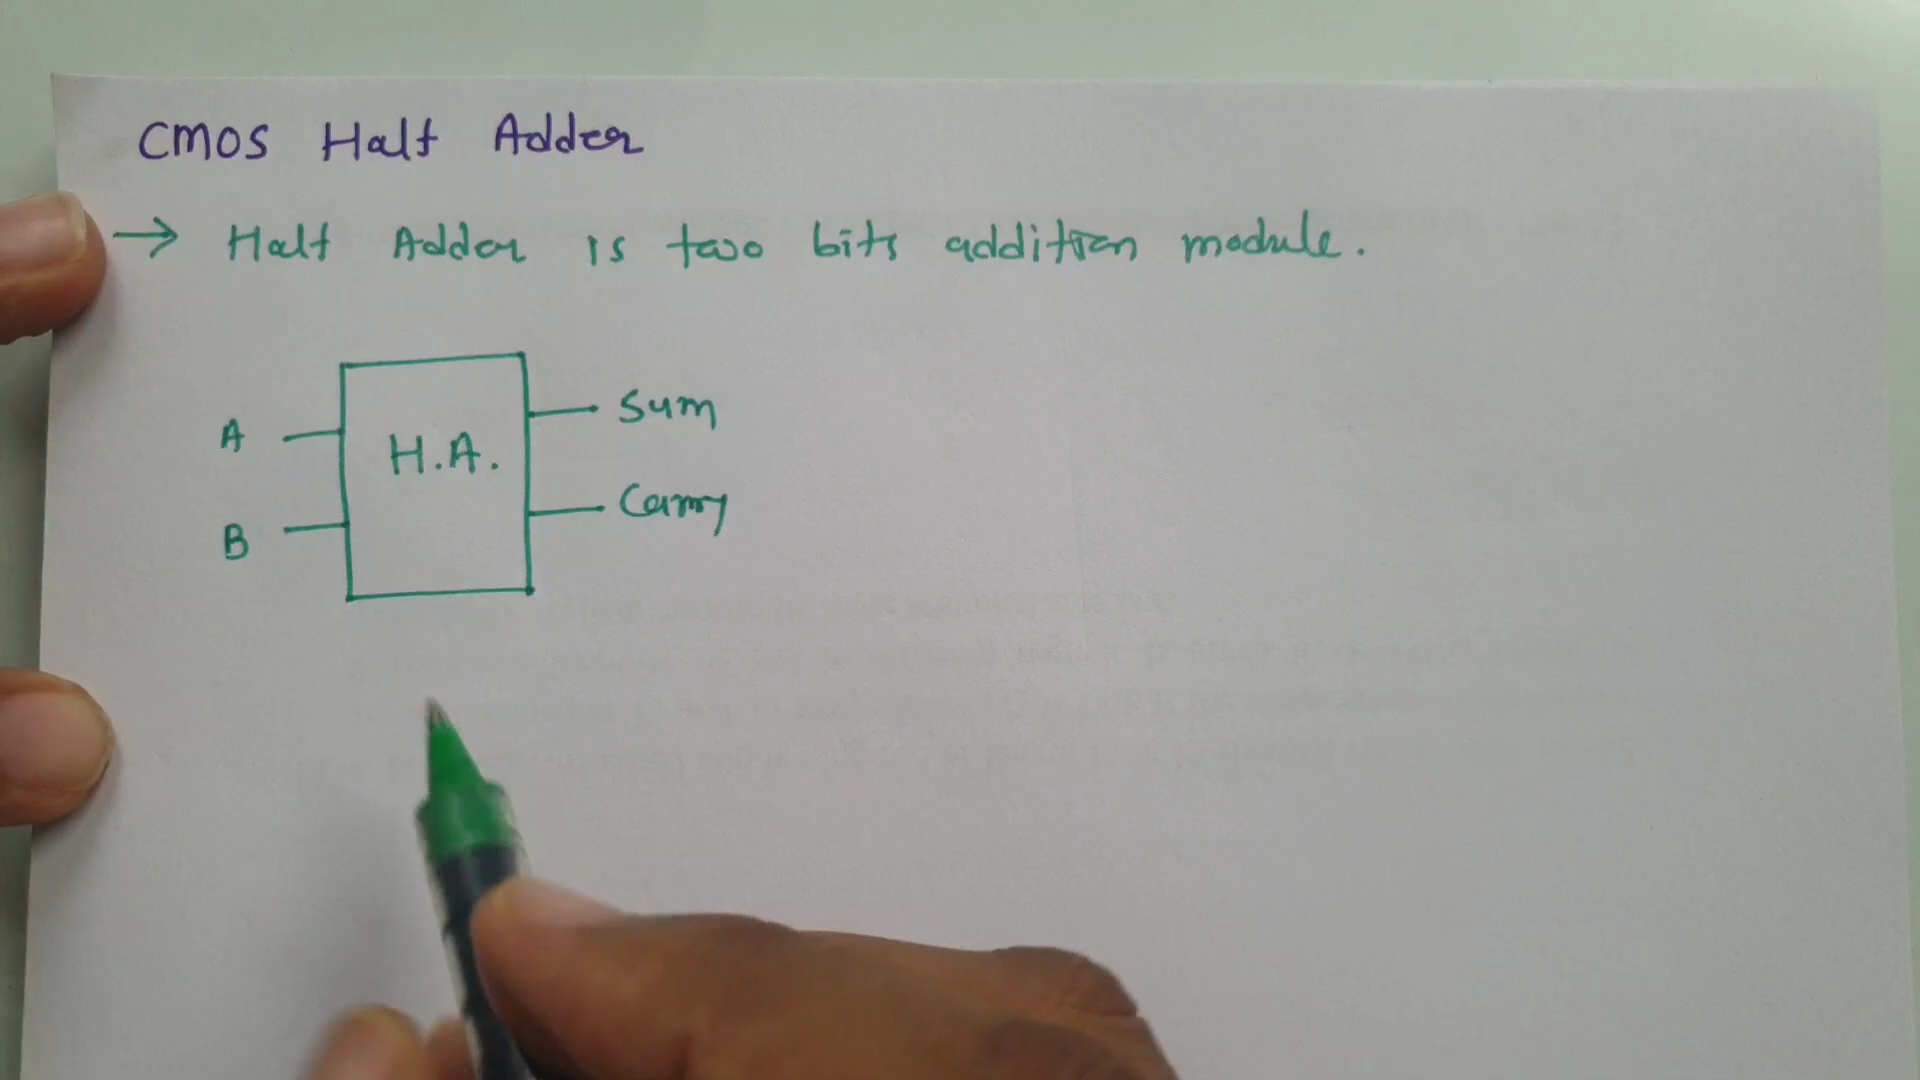 CMOS Half Adder
→ Half Adder is two bits addition module.
A
B
H.A.
Sum
Carry